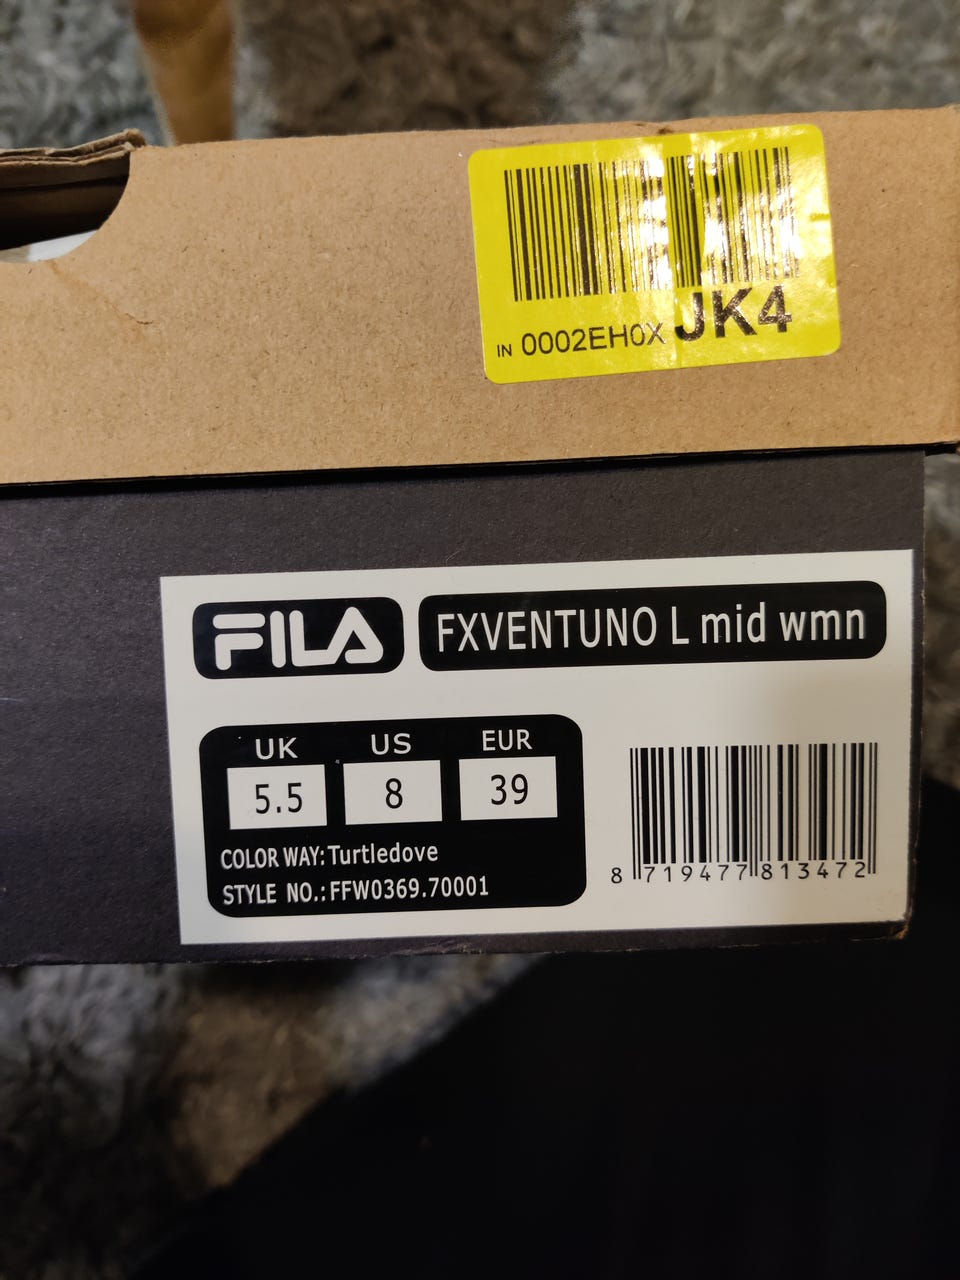 IN 0002EH0X JK4
FILA FXVENTUNO L mid wmn
UK US EUR
5.5 8 39
COLOR WAY: Turtledove
STYLE NO.: FFW0369.70001
8 719477 813472